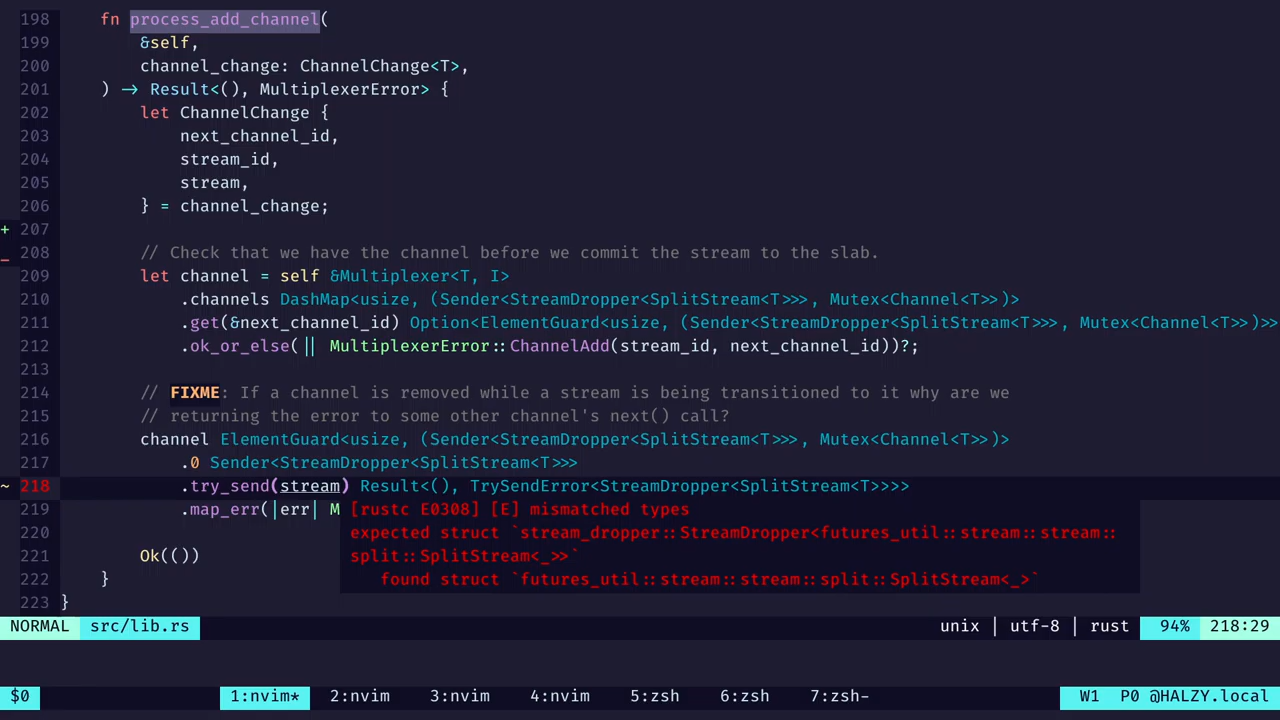 198     fn process_add_channel(
199         &self,
200         channel_change: ChannelChange<T>,
201     ) -> Result<(), MultiplexerError> {
202         let ChannelChange {
203             next_channel_id,
204             stream_id,
205             stream,
206         } = channel_change;
+ 207
_ 208         // Check that we have the channel before we commit the stream to the slab.
209         let channel = self &Multiplexer<T, I>
210             .channels DashMap<usize, (Sender<StreamDropper<SplitStream<T>>>, Mutex<Channel<T>>)>
211             .get(&next_channel_id) Option<ElementGuard<usize, (Sender<StreamDropper<SplitStream<T>>>, Mutex<Channel<T>>)>>
212             .ok_or_else(|| MultiplexerError::ChannelAdd(stream_id, next_channel_id))?;
213
214         // FIXME: If a channel is removed while a stream is being transitioned to it why are we
215         // returning the error to some other channel's next() call?
216         channel ElementGuard<usize, (Sender<StreamDropper<SplitStream<T>>>, Mutex<Channel<T>>)>
217             .0 Sender<StreamDropper<SplitStream<T>>>
~ 218             .try_send(stream) Result<(), TrySendError<StreamDropper<SplitStream<T>>>>
219             .map_err(|err| M [rustc E0308] [E] mismatched types
220 expected struct `stream_dropper::StreamDropper<futures_util::stream::stream::
221         Ok(()) split::SplitStream<_>>`
222     } found struct `futures_util::stream::stream::split::SplitStream<_>`
223 }
NORMAL src/lib.rs unix | utf-8 | rust 94% 218:29
$0 1:nvim* 2:nvim 3:nvim 4:nvim 5:zsh 6:zsh 7:zsh- W1 P0 @HALZY.local